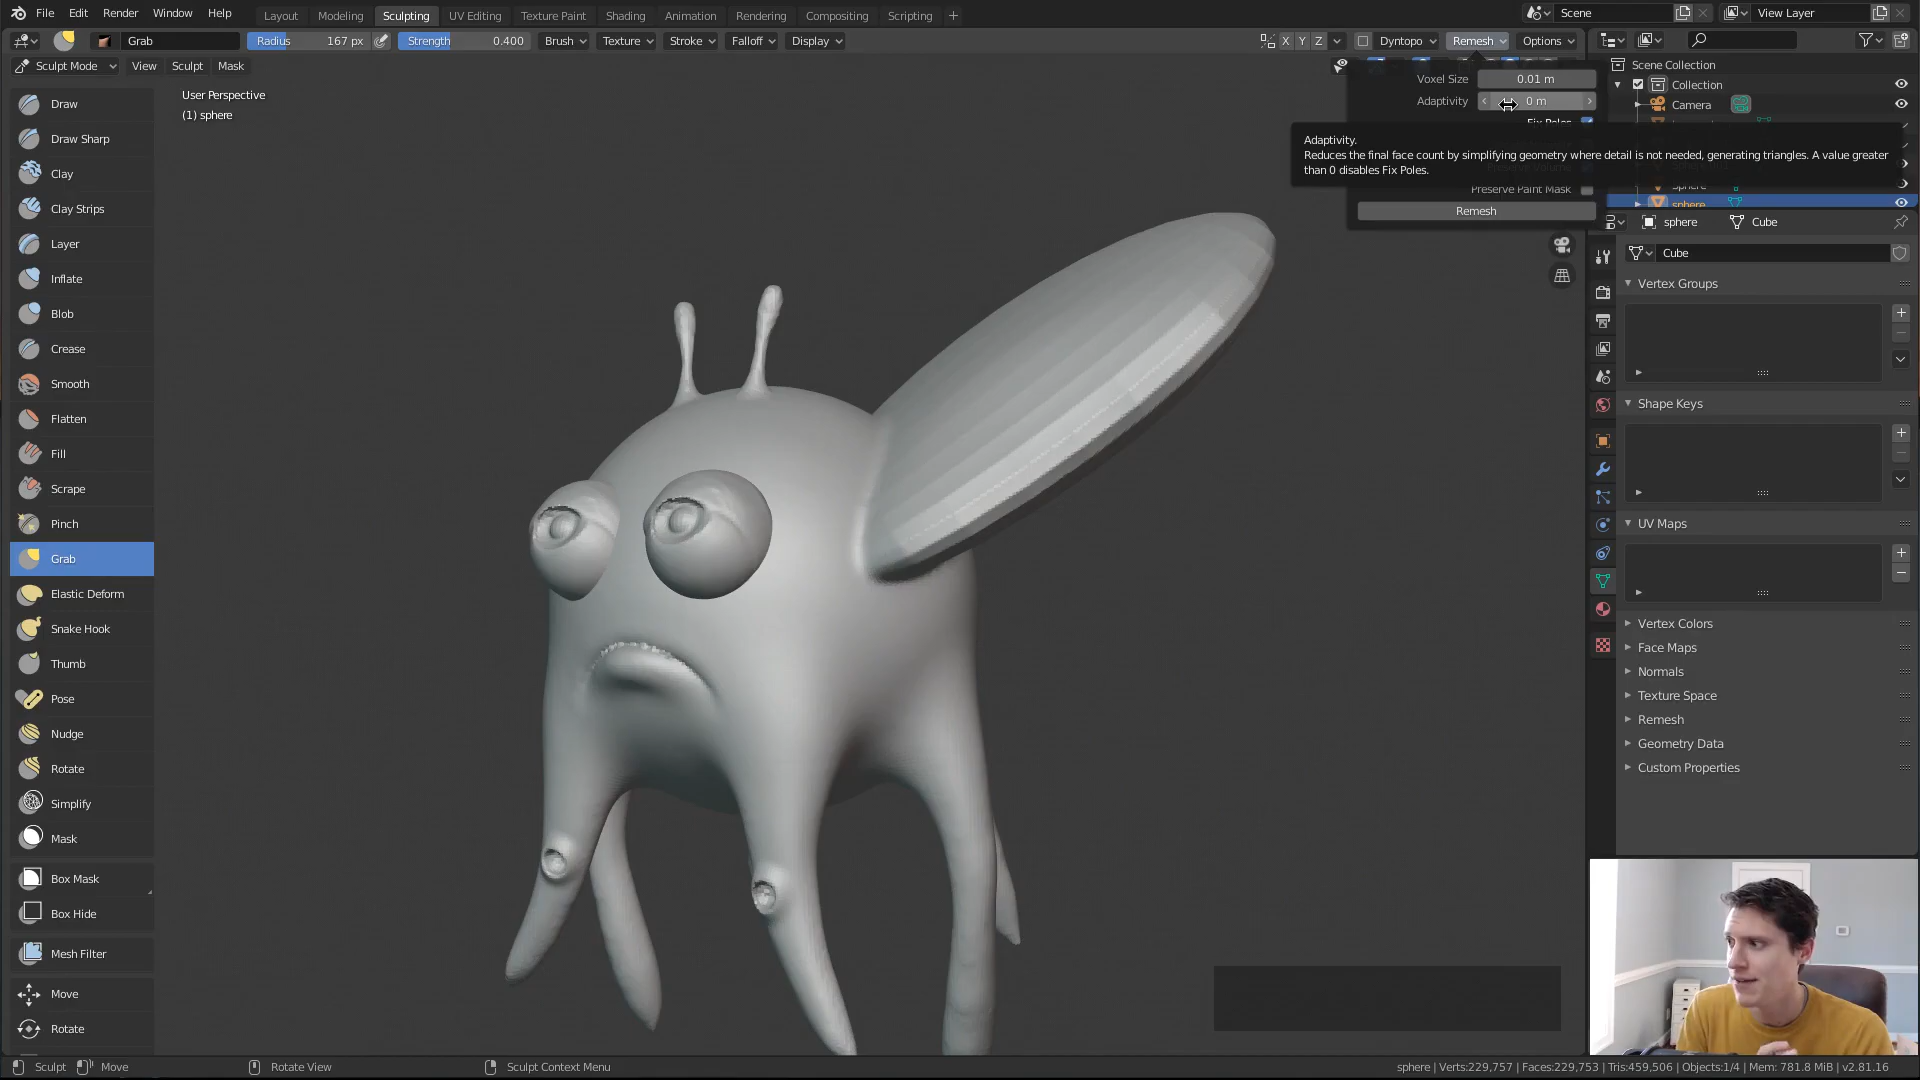 File Edit Render Window Help
Layout Modeling Sculpting UV Editing Texture Paint Shading Animation Rendering Compositing Scripting +
Scene
View Layer
Grab
Radius 167 px
Strength 0.400
Brush Texture Stroke Falloff Display
X Y Z
Dyntopo Remesh Options
Sculpt Mode View Sculpt Mask
User Perspective
(1) sphere
Draw
Draw Sharp
Clay
Clay Strips
Layer
Inflate
Blob
Crease
Smooth
Flatten
Fill
Scrape
Pinch
Grab
Elastic Deform
Snake Hook
Thumb
Pose
Nudge
Rotate
Simplify
Mask
Box Mask
Box Hide
Mesh Filter
Move
Rotate
Voxel Size 0.01 m
Adaptivity 0 m
Fix Poles
Adaptivity.
Reduces the final face count by simplifying geometry where detail is not needed, generating triangles. A value greater
than 0 disables Fix Poles.
Preserve Paint Mask
Remesh
Scene Collection
Collection
Camera
Sphere
sphere
sphere Cube
Cube
Vertex Groups
Shape Keys
UV Maps
Vertex Colors
Face Maps
Normals
Texture Space
Remesh
Geometry Data
Custom Properties
Sculpt Move Rotate View Sculpt Context Menu
sphere | Verts:229,757 | Faces:229,753 | Tris:459,506 | Objects:1/4 | Mem: 781.8 MiB | v2.81.16